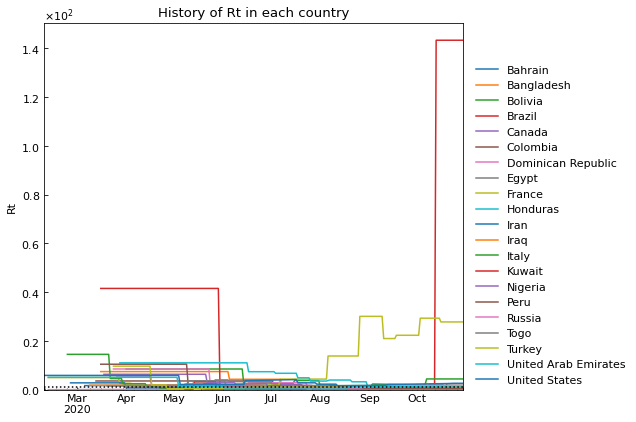 History of Rt in each country
×10²
1.4
1.2
1.0
0.8
0.6
0.4
0.2
0.0
Rt
Mar
2020
Apr
May
Jun
Jul
Aug
Sep
Oct
Bahrain
Bangladesh
Bolivia
Brazil
Canada
Colombia
Dominican Republic
Egypt
France
Honduras
Iran
Iraq
Italy
Kuwait
Nigeria
Peru
Russia
Togo
Turkey
United Arab Emirates
United States